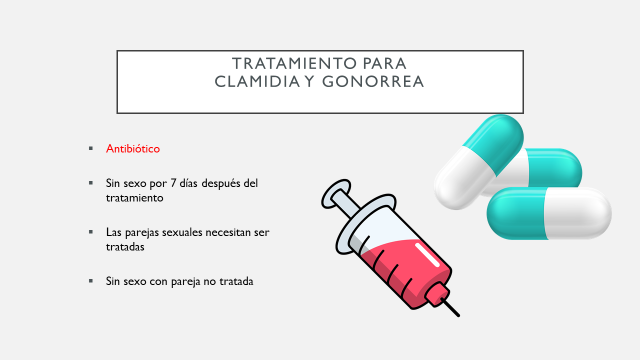 TRATAMIENTO PARA
CLAMIDIA Y GONORREA
Antibiótico
Sin sexo por 7 días después del
tratamiento
Las parejas sexuales necesitan ser
tratadas
Sin sexo con pareja no tratada